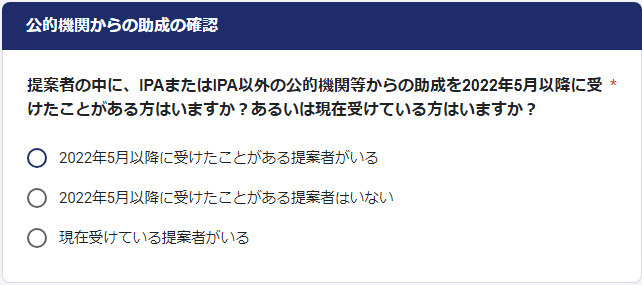 公的機関からの助成の確認
提案者の中に、IPAまたはIPA以外の公的機関等からの助成を2022年5月以降に受 *
けたことがある方はいますか？あるいは現在受けている方はいますか？
2022年5月以降に受けたことがある提案者がいる
2022年5月以降に受けたことがある提案者はいない
現在受けている提案者がいる